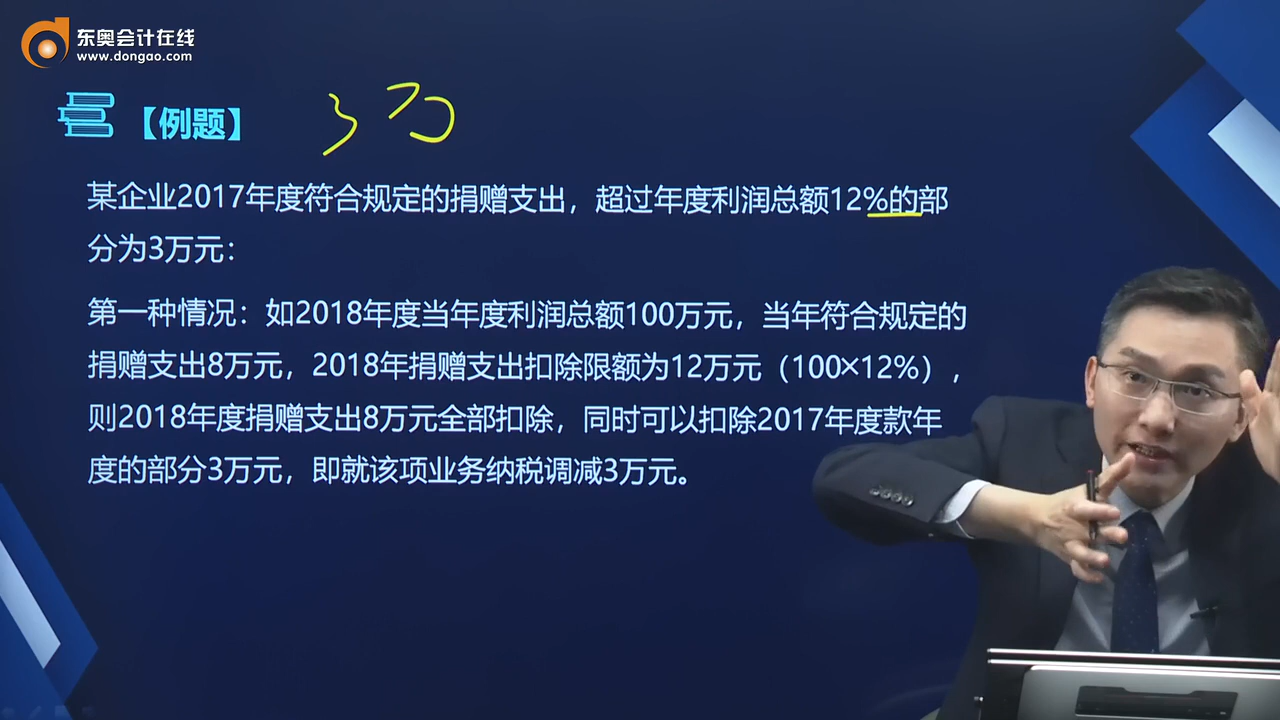 东奥会计在线
www.dongao.com
【例题】
3万
某企业2017年度符合规定的捐赠支出，超过年度利润总额12%的部
分为3万元：
第一种情况：如2018年度当年度利润总额100万元，当年符合规定的
捐赠支出8万元，2018年捐赠支出扣除限额为12万元（100×12%），
则2018年度捐赠支出8万元全部扣除，同时可以扣除2017年度款年
度的部分3万元，即就该项业务纳税调减3万元。